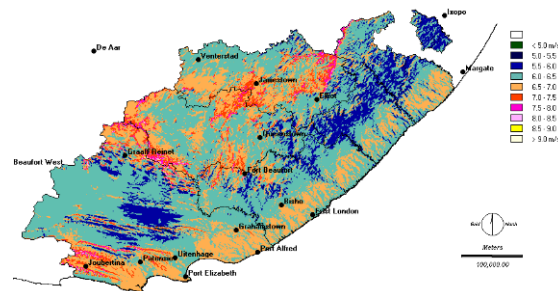 Ixopo
De Aar
Venterstad
Margate
Jamestown
Elliot
Queenstown
Beaufort West
Graaff Reinet
Fort Beaufort
Bisho
East London
Grahamstown
Port Alfred
Uitenhage
Patensie
Joubertina
Port Elizabeth
< 5.0 m/s
5.0 - 5.5
5.5 - 6.0
6.0 - 6.5
6.5 - 7.0
7.0 - 7.5
7.5 - 8.0
8.0 - 8.5
8.5 - 9.0
> 9.0 m/s
North
Meters
100,000.00